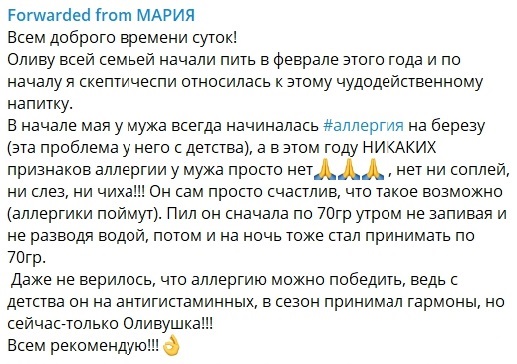 Forwarded from МАРИЯ
Всем доброго времени суток!
Оливу всей семьей начали пить в феврале этого года и по
началу я скептичеспи относилась к этому чудодейственному
напитку.
В начале мая у мужа всегда начиналась #аллергия на березу
(эта проблема у него с детства), а в этом году НИКАКИХ
признаков аллергии у мужа просто нет🙏🙏🙏 , нет ни соплей,
ни слез, ни чиха!!! Он сам просто счастлив, что такое возможно
(аллергики поймут). Пил он сначала по 70гр утром не запивая и
не разводя водой, потом и на ночь тоже стал принимать по
70гр.
Даже не верилось, что аллергию можно победить, ведь с
детства он на антигистаминных, в сезон принимал гармоны, но
сейчас-только Оливушка!!!
Всем рекомендую!!!👌